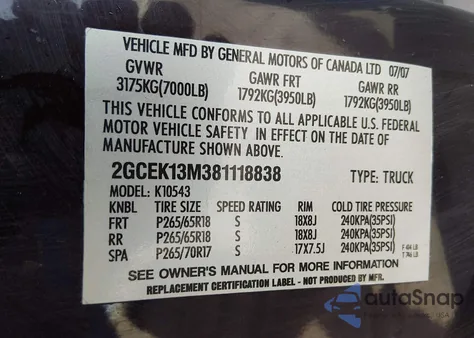 VEHICLE MFD BY GENERAL MOTORS OF CANADA LTD 07/07
GVWR GAWR FRT GAWR RR
3175KG(7000LB) 1792KG(3950LB) 1792KG(3950LB)
THIS VEHICLE CONFORMS TO ALL APPLICABLE U.S. FEDERAL
MOTOR VEHICLE SAFETY IN EFFECT ON THE DATE OF
MANUFACTURE SHOWN ABOVE.
2GCEK13M381118838 TYPE: TRUCK
MODEL: K10543
KNBL TIRE SIZE SPEED RATING RIM COLD TIRE PRESSURE
FRT P265/65R18 S 18X8J 240KPA(35PSI)
RR P265/65R18 S 18X8J 240KPA(35PSI)
SPA P265/70R17 S 17X7.5J 240KPA(35PSI)
SEE OWNER'S MANUAL FOR MORE INFORMATION
REPLACEMENT CERTIFICATION LABEL - NOT PRODUCED BY MFR.
autoSnap